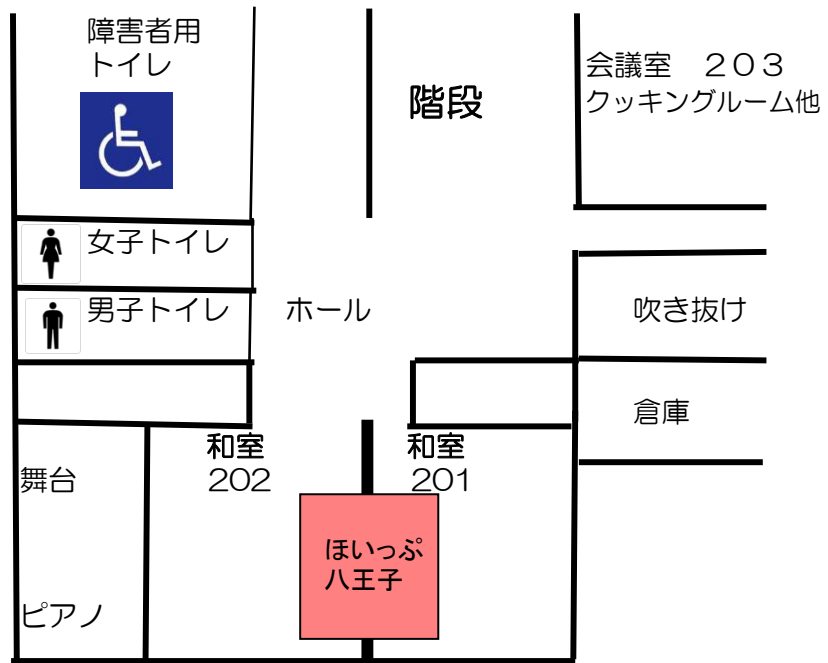 障害者用
トイレ
階段
会議室　２０３
クッキングルーム他
女子トイレ
男子トイレ
ホール
吹き抜け
倉庫
和室
202
和室
201
舞台
ほいっぷ
八王子
ピアノ